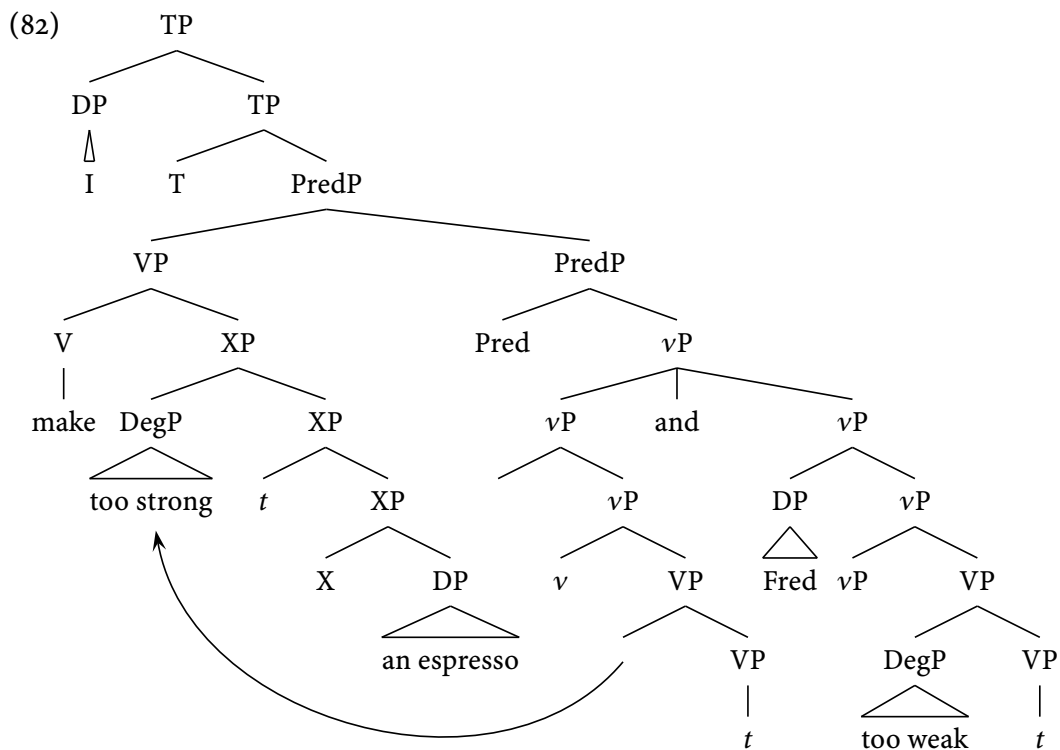 (82) TP
DP TP
I T PredP
VP PredP
V XP Pred vP
make DegP XP vP and vP
too strong t XP vP DP vP
X DP v VP Fred vP VP
an espresso VP DegP VP
t too weak t